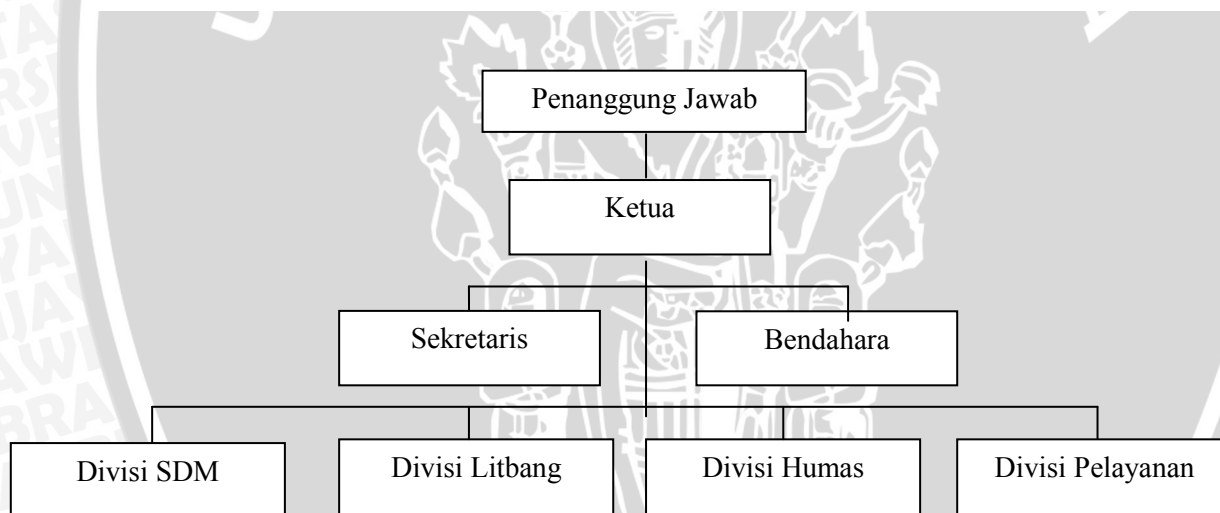 Penanggung Jawab
Ketua
Sekretaris
Bendahara
Divisi SDM
Divisi Litbang
Divisi Humas
Divisi Pelayanan